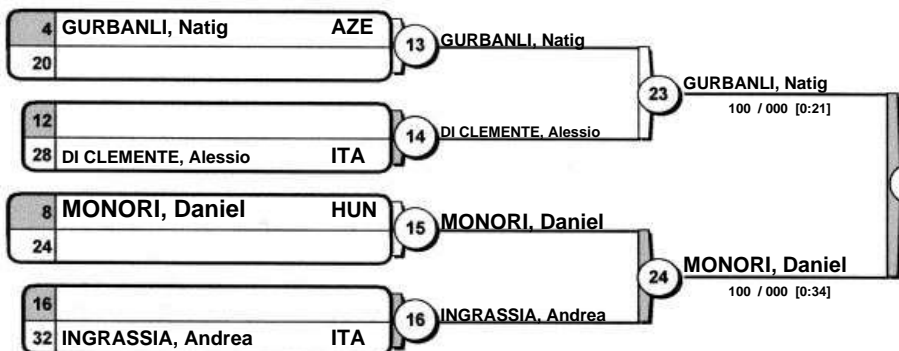 4 GURBANLI, Natig AZE
20
13 GURBANLI, Natig
12
28 DI CLEMENTE, Alessio ITA
14 DI CLEMENTE, Alessio
23 GURBANLI, Natig
100 / 000 [0:21]
8 MONORI, Daniel HUN
24
15 MONORI, Daniel
16
32 INGRASSIA, Andrea ITA
16 INGRASSIA, Andrea
24 MONORI, Daniel
100 / 000 [0:34]